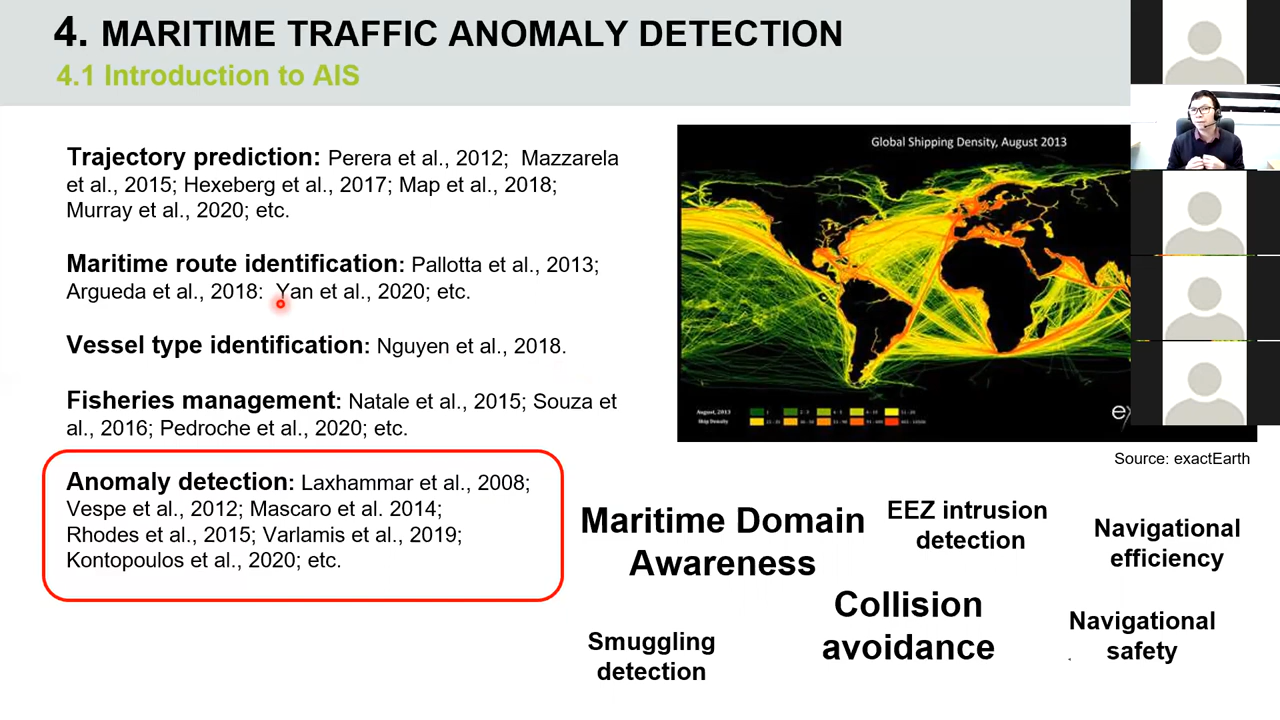 4. MARITIME TRAFFIC ANOMALY DETECTION
4.1 Introduction to AIS
Trajectory prediction: Perera et al., 2012; Mazzarela
et al., 2015; Hexeberg et al., 2017; Map et al., 2018;
Murray et al., 2020; etc.
Maritime route identification: Pallotta et al., 2013;
Argueda et al., 2018: Yan et al., 2020; etc.
Vessel type identification: Nguyen et al., 2018.
Fisheries management: Natale et al., 2015; Souza et
al., 2016; Pedroche et al., 2020; etc.
Anomaly detection: Laxhammar et al., 2008;
Vespe et al., 2012; Mascaro et al. 2014;
Rhodes et al., 2015; Varlamis et al., 2019;
Kontopoulos et al., 2020; etc.
Global Shipping Density, August 2013
August, 2013
Ship Density
Source: exactEarth
Maritime Domain
Awareness
EEZ intrusion
detection
Navigational
efficiency
Collision
avoidance
Smuggling
detection
Navigational
safety